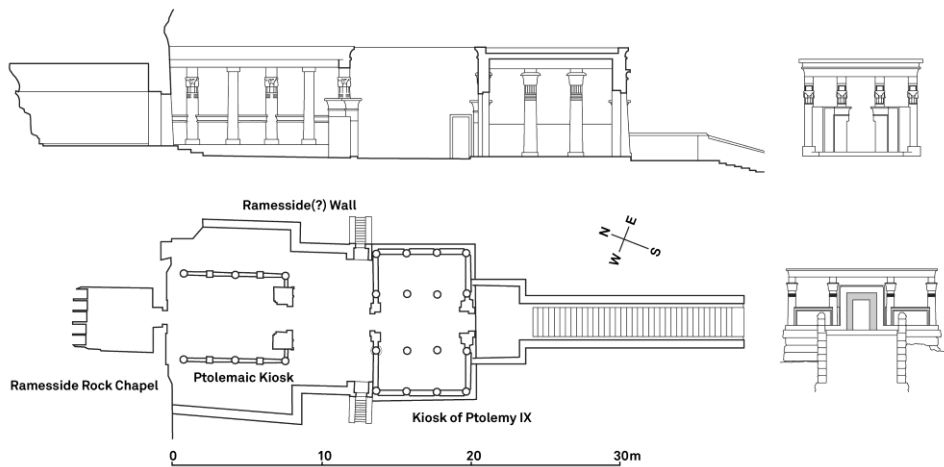 Ramesside(?) Wall
N
E
W
S
Ramesside Rock Chapel
Ptolemaic Kiosk
Kiosk of Ptolemy IX
0 10 20 30m